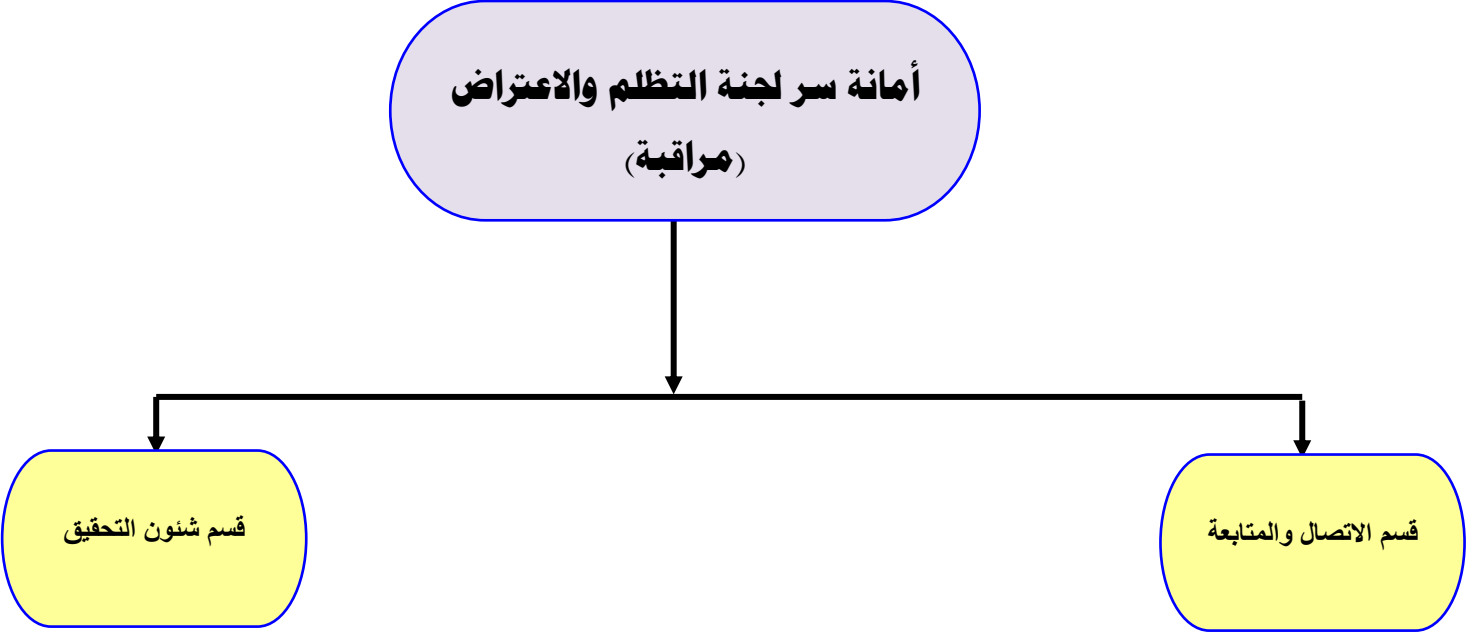 أمانة سر لجنة التظلم والاعتراض
(مراقبة)
قسم الاتصال والمتابعة
قسم شئون التحقيق